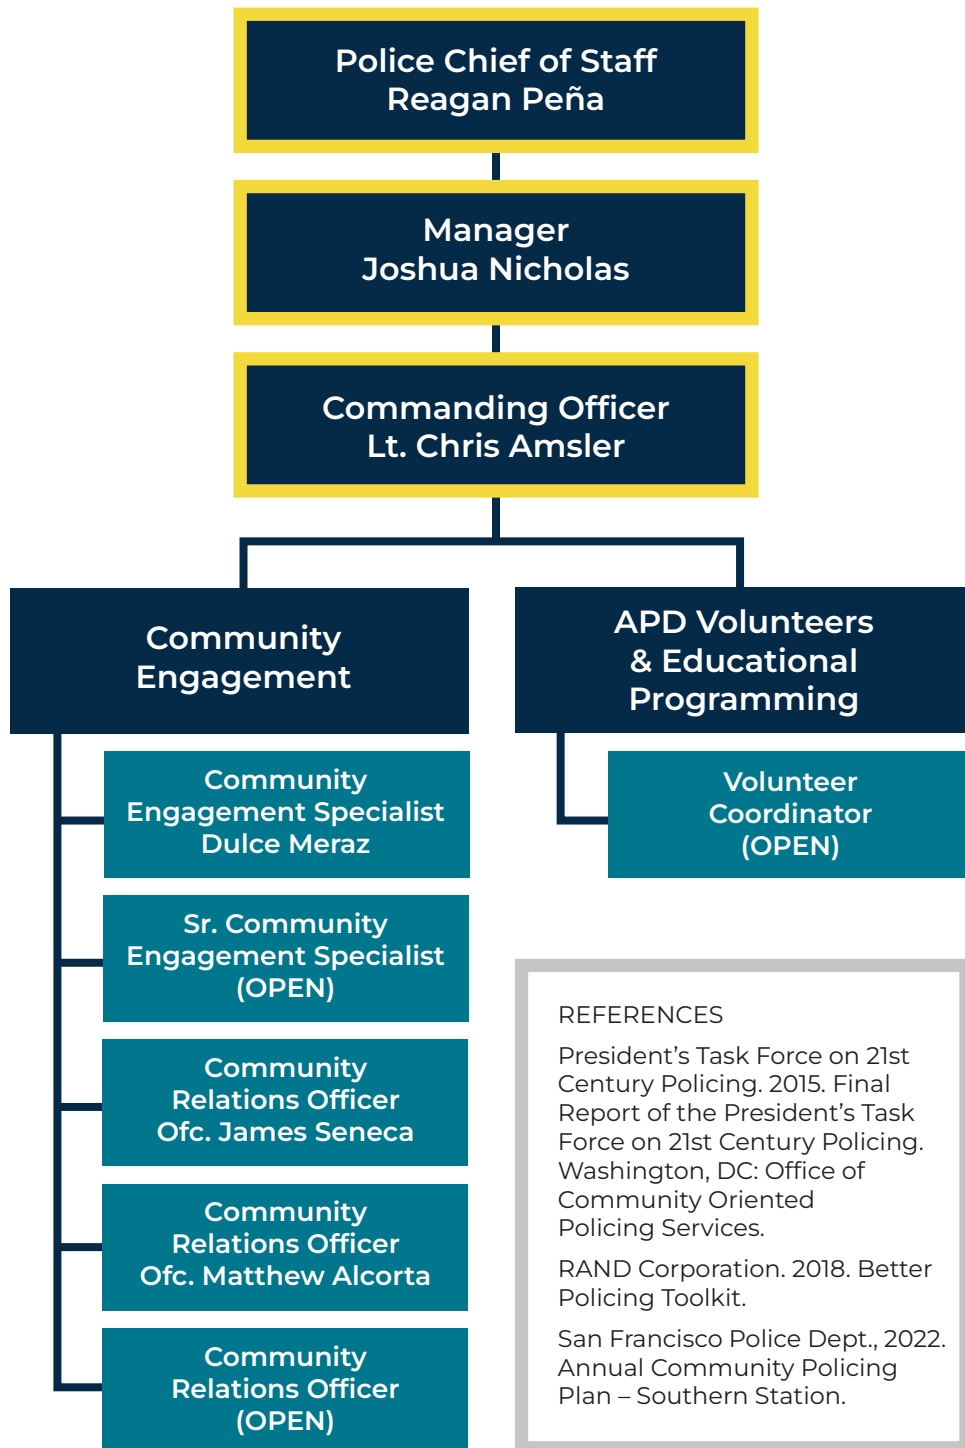 Police Chief of Staff
Reagan Peña
Manager
Joshua Nicholas
Commanding Officer
Lt. Chris Amsler
Community
Engagement
Community
Engagement Specialist
Dulce Meraz
Sr. Community
Engagement Specialist
(OPEN)
Community
Relations Officer
Ofc. James Seneca
Community
Relations Officer
Ofc. Matthew Alcorta
Community
Relations Officer
(OPEN)
APD Volunteers
& Educational
Programming
Volunteer
Coordinator
(OPEN)
REFERENCES
President’s Task Force on 21st
Century Policing. 2015. Final
Report of the President’s Task
Force on 21st Century Policing.
Washington, DC: Office of
Community Oriented
Policing Services.
RAND Corporation. 2018. Better
Policing Toolkit.
San Francisco Police Dept., 2022.
Annual Community Policing
Plan – Southern Station.